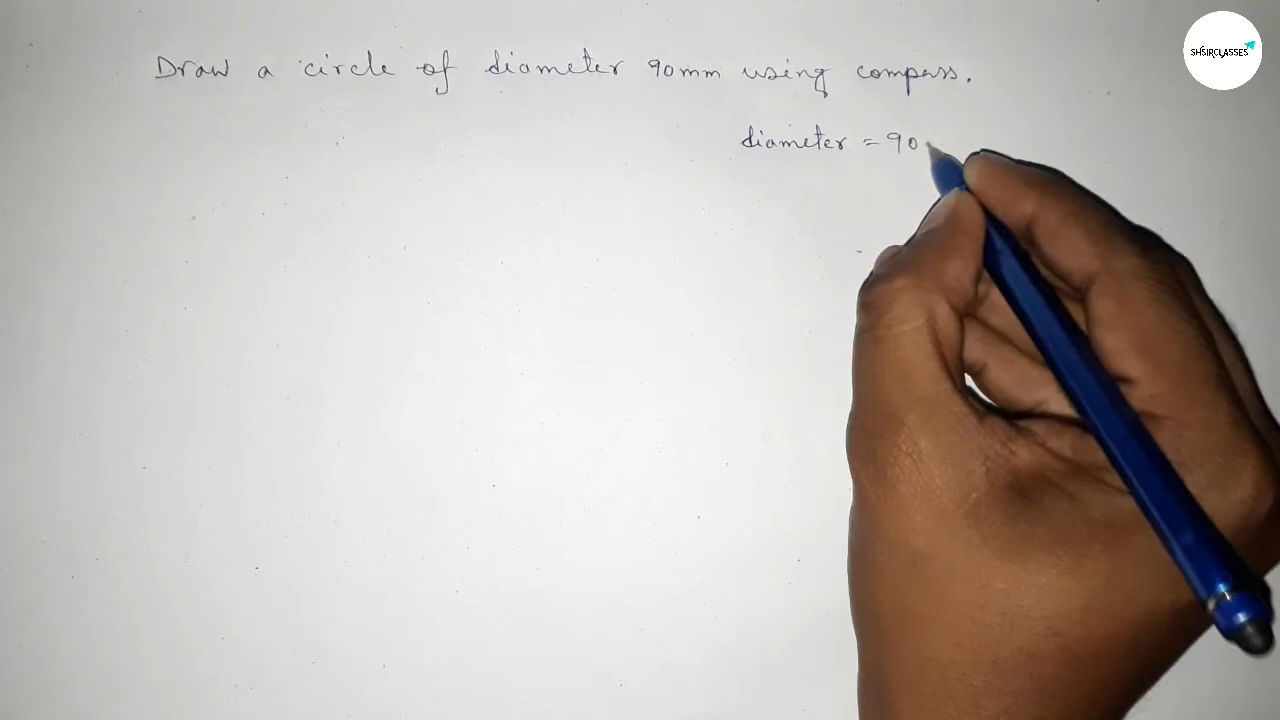 SHSIRCLASSES
Draw a circle of diameter 90mm using compass.
diameter = 90